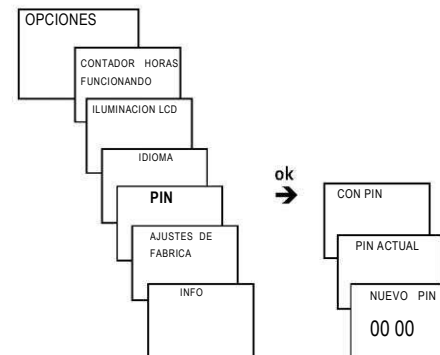 OPCIONES
CONTADOR HORAS
FUNCIONANDO
ILUMINACION LCD
IDIOMA
PIN
AJUSTES DE
FABRICA
INFO
ok
CON PIN
PIN ACTUAL
NUEVO PIN
00 00